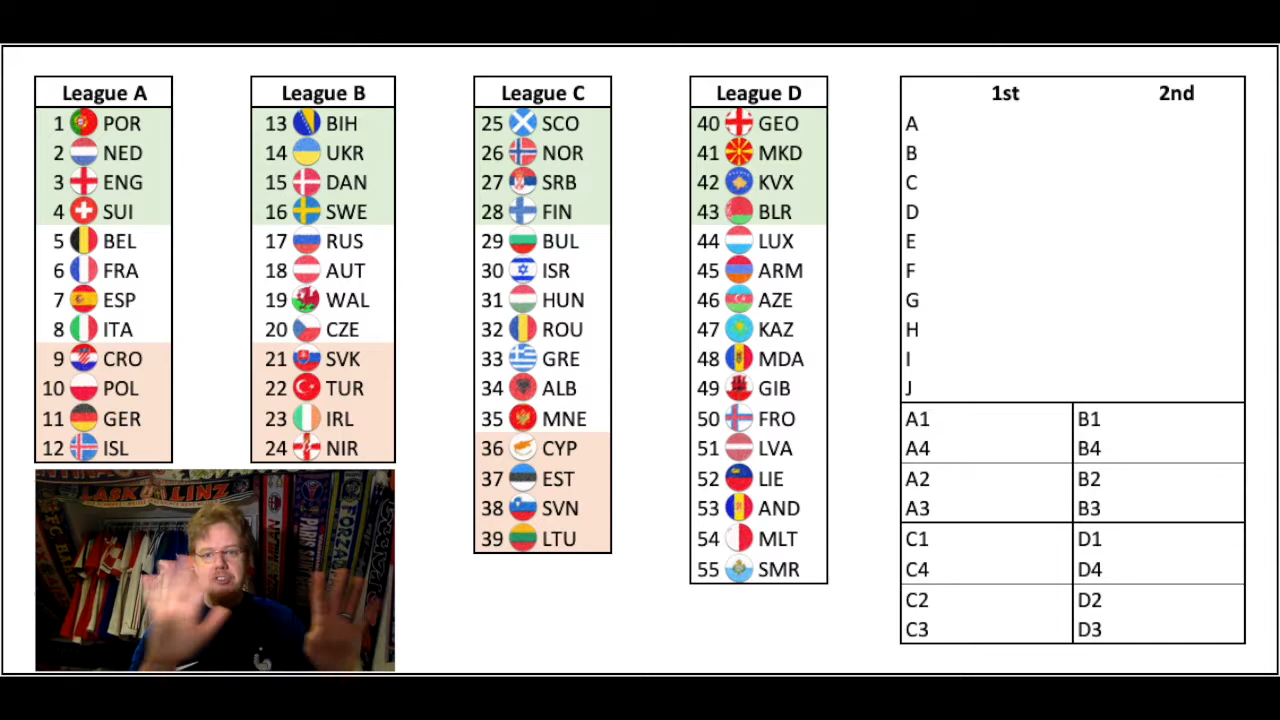 League A
1 POR
2 NED
3 ENG
4 SUI
5 BEL
6 FRA
7 ESP
8 ITA
9 CRO
10 POL
11 GER
12 ISL
League B
13 BIH
14 UKR
15 DAN
16 SWE
17 RUS
18 AUT
19 WAL
20 CZE
21 SVK
22 TUR
23 IRL
24 NIR
League C
25 SCO
26 NOR
27 SRB
28 FIN
29 BUL
30 ISR
31 HUN
32 ROU
33 GRE
34 ALB
35 MNE
36 CYP
37 EST
38 SVN
39 LTU
League D
40 GEO
41 MKD
42 KVX
43 BLR
44 LUX
45 ARM
46 AZE
47 KAZ
48 MDA
49 GIB
50 FRO
51 LVA
52 LIE
53 AND
54 MLT
55 SMR
1st 2nd
A
B
C
D
E
F
G
H
I
J
A1 B1
A4 B4
A2 B2
A3 B3
C1 D1
C4 D4
C2 D2
C3 D3
LASK LINZ
MILAN
PARIS
FORZA